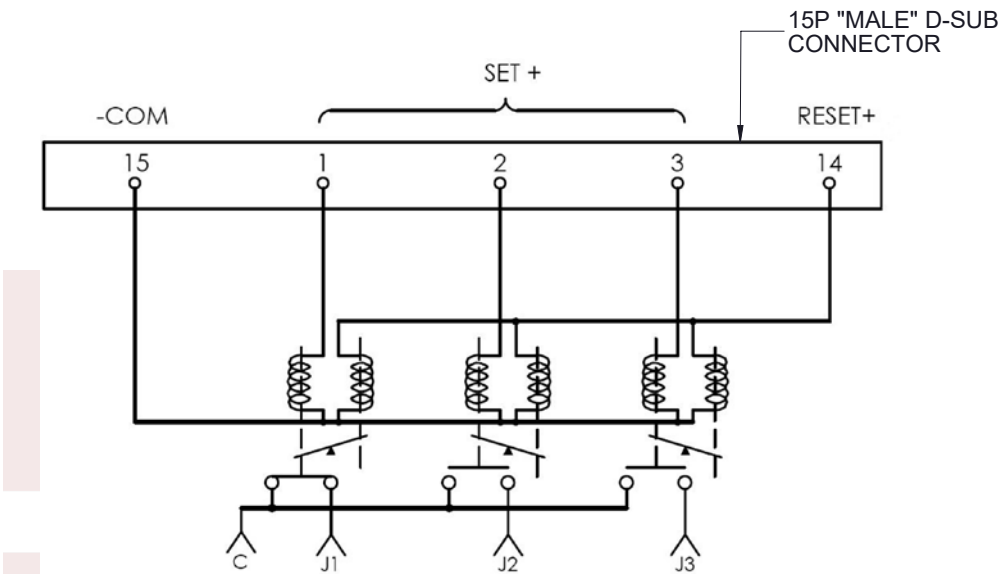 15P "MALE" D-SUB
CONNECTOR
SET +
-COM
RESET+
15 1 2 3 14
C J1 J2 J3